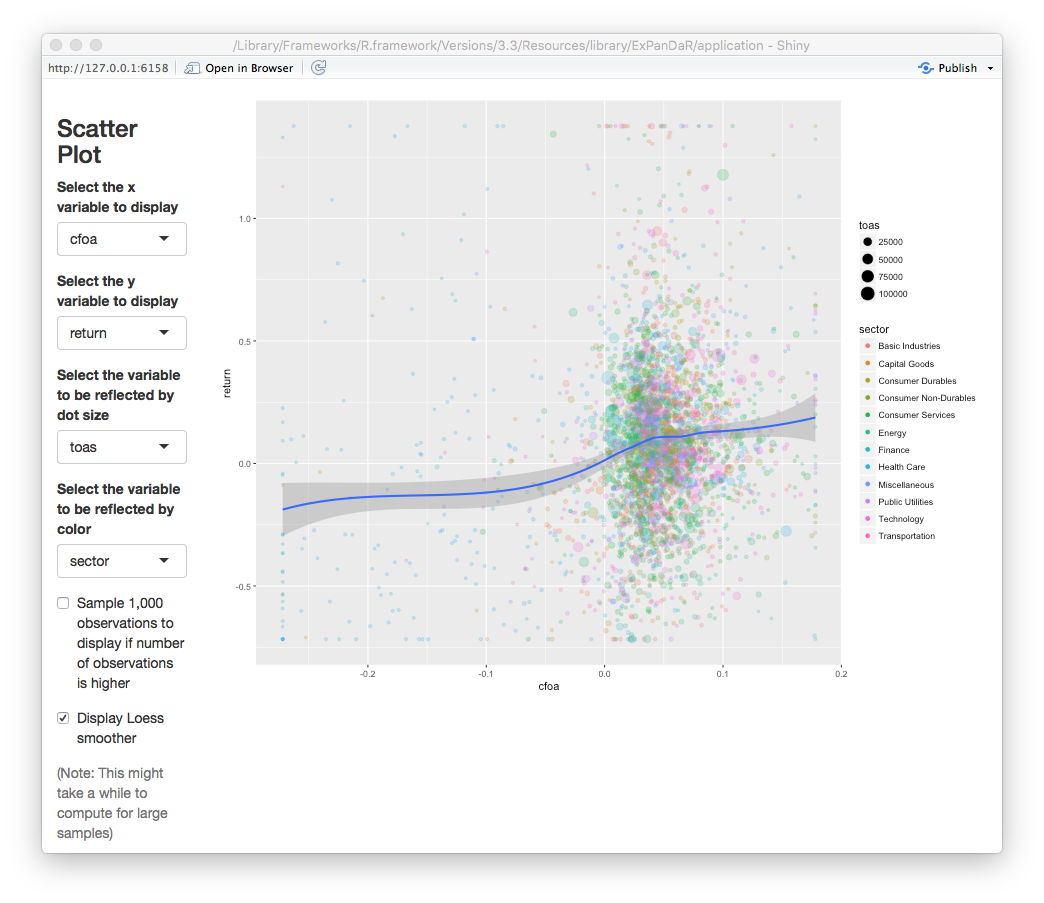 /Library/Frameworks/R.framework/Versions/3.3/Resources/library/ExPanDaR/application - Shiny
http://127.0.0.1:6158
Open in Browser
Publish
Scatter
Plot
Select the x
variable to display
cfoa
Select the y
variable to display
return
Select the variable
to be reflected by
dot size
toas
Select the variable
to be reflected by
color
sector
Sample 1,000
observations to
display if number
of observations
is higher
Display Loess
smoother
(Note: This might
take a while to
compute for large
samples)
return
1.0
0.5
0.0
-0.5
-0.2
-0.1
0.0
0.1
0.2
cfoa
toas
25000
50000
75000
100000
sector
Basic Industries
Capital Goods
Consumer Durables
Consumer Non-Durables
Consumer Services
Energy
Finance
Health Care
Miscellaneous
Public Utilities
Technology
Transportation